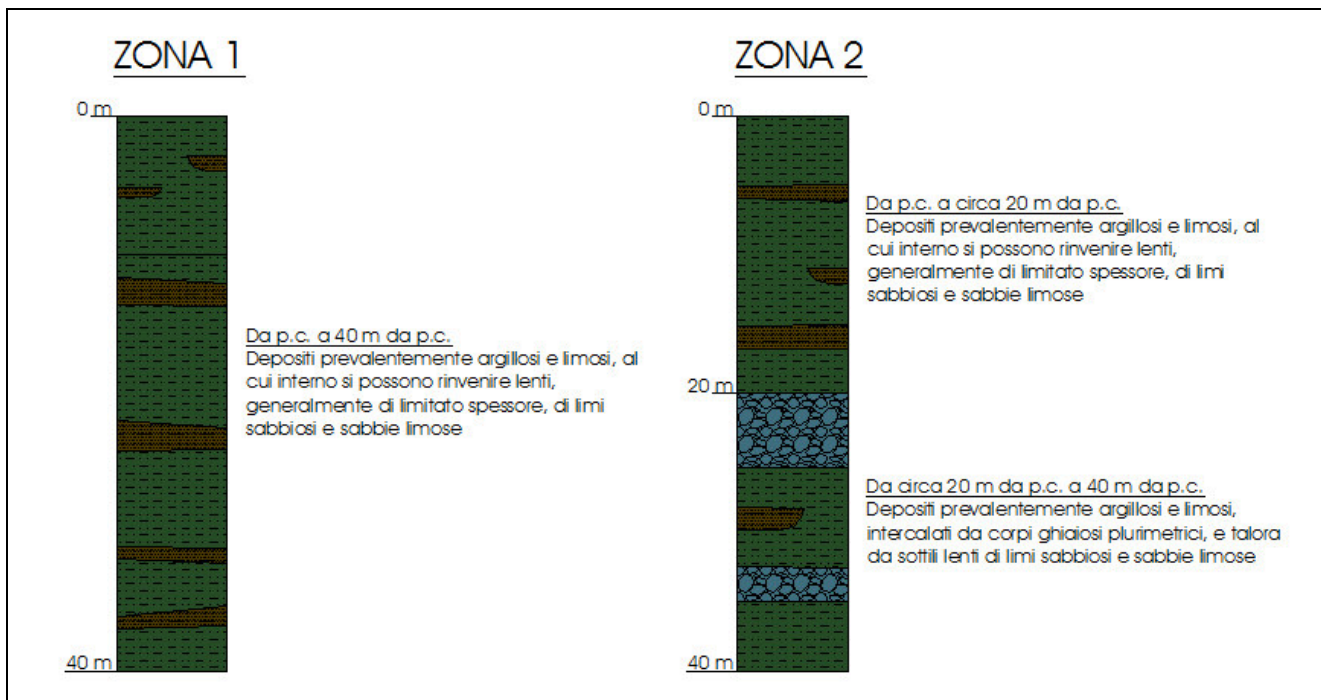 ZONA 1
0 m
Da p.c. a 40 m da p.c.
Depositi prevalentemente argillosi e limosi, al
cui interno si possono rinvenire lenti,
generalmente di limitato spessore, di limi
sabbiosi e sabbie limose
40 m
ZONA 2
0 m
Da p.c. a circa 20 m da p.c.
Depositi prevalentemente argillosi e limosi, al
cui interno si possono rinvenire lenti,
generalmente di limitato spessore, di limi
sabbiosi e sabbie limose
20 m
Da circa 20 m da p.c. a 40 m da p.c.
Depositi prevalentemente argillosi e limosi,
intercalati da corpi ghiaiosi plurimetrici, e talora
da sottili lenti di limi sabbiosi e sabbie limose
40 m